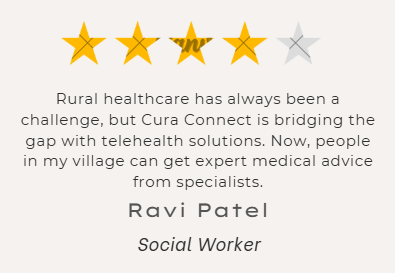 Rural healthcare has always been a
challenge, but Cura Connect is bridging the
gap with telehealth solutions. Now, people
in my village can get expert medical advice
from specialists.
Ravi Patel
Social Worker